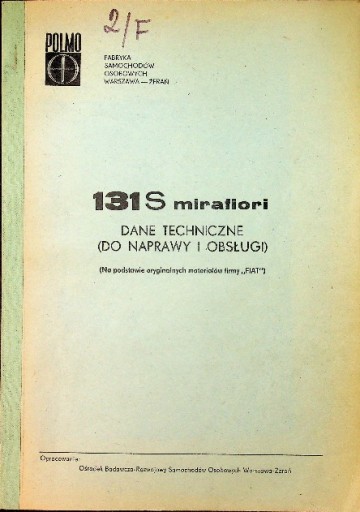 2/F
POLMO
FABRYKA
SAMOCHODÓW
OSOBOWYCH
WARSZAWA — ŻERAŃ
131S mirafiori
DANE TECHNICZNE
(DO NAPRAWY I OBSŁUGI)
(Na podstawie oryginalnych materiałów firmy „FIAT”)
Opracowanie:
Ośrodek Badawczo-Rozwojowy Samochodów Osobowych Warszawa-Żerań